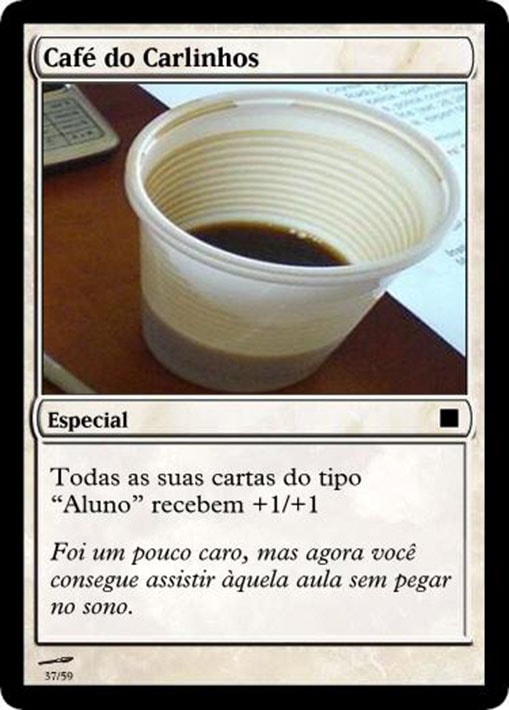 Café do Carlinhos
Especial
Todas as suas cartas do tipo
“Aluno” recebem +1/+1
Foi um pouco caro, mas agora você
consegue assistir àquela aula sem pegar
no sono.
37/59